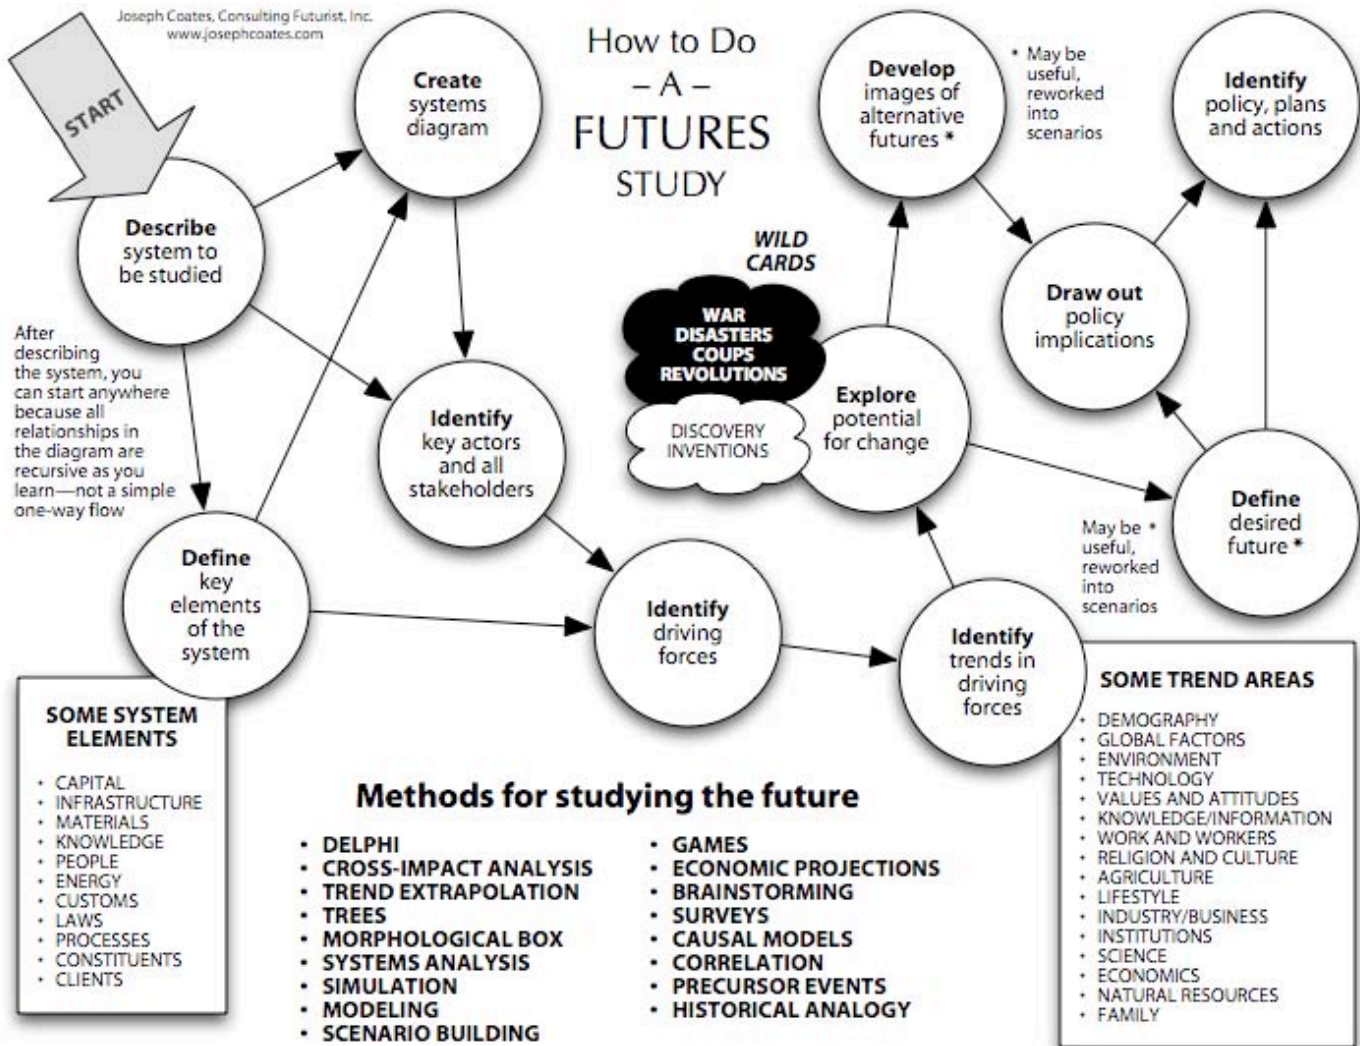 Joseph Coates, Consulting Futurist, Inc.
www.josephcoates.com
How to Do
– A –
FUTURES
STUDY
START
Describe
system to
be studied
After
describing
the system, you
can start anywhere
because all
relationships in
the diagram are
recursive as you
learn—not a simple
one-way flow
Create
systems
diagram
Identify
key actors
and all
stakeholders
Define
key
elements
of the
system
SOME SYSTEM
ELEMENTS
• CAPITAL
• INFRASTRUCTURE
• MATERIALS
• KNOWLEDGE
• PEOPLE
• ENERGY
• CUSTOMS
• LAWS
• PROCESSES
• CONSTITUENTS
• CLIENTS
Identify
driving
forces
Identify
trends in
driving
forces
SOME TREND AREAS
• DEMOGRAPHY
• GLOBAL FACTORS
• ENVIRONMENT
• TECHNOLOGY
• VALUES AND ATTITUDES
• KNOWLEDGE/INFORMATION
• WORK AND WORKERS
• RELIGION AND CULTURE
• AGRICULTURE
• LIFESTYLE
• INDUSTRY/BUSINESS
• INSTITUTIONS
• SCIENCE
• ECONOMICS
• NATURAL RESOURCES
• FAMILY
WILD
CARDS
WAR
DISASTERS
COUPS
REVOLUTIONS
DISCOVERY
INVENTIONS
Explore
potential
for change
Develop
images of
alternative
futures *
* May be
useful,
reworked
into
scenarios
Draw out
policy
implications
Identify
policy, plans
and actions
Define
desired
future *
May be *
useful,
reworked
into
scenarios
Methods for studying the future
• DELPHI
• CROSS-IMPACT ANALYSIS
• TREND EXTRAPOLATION
• TREES
• MORPHOLOGICAL BOX
• SYSTEMS ANALYSIS
• SIMULATION
• MODELING
• SCENARIO BUILDING
• GAMES
• ECONOMIC PROJECTIONS
• BRAINSTORMING
• SURVEYS
• CAUSAL MODELS
• CORRELATION
• PRECURSOR EVENTS
• HISTORICAL ANALOGY